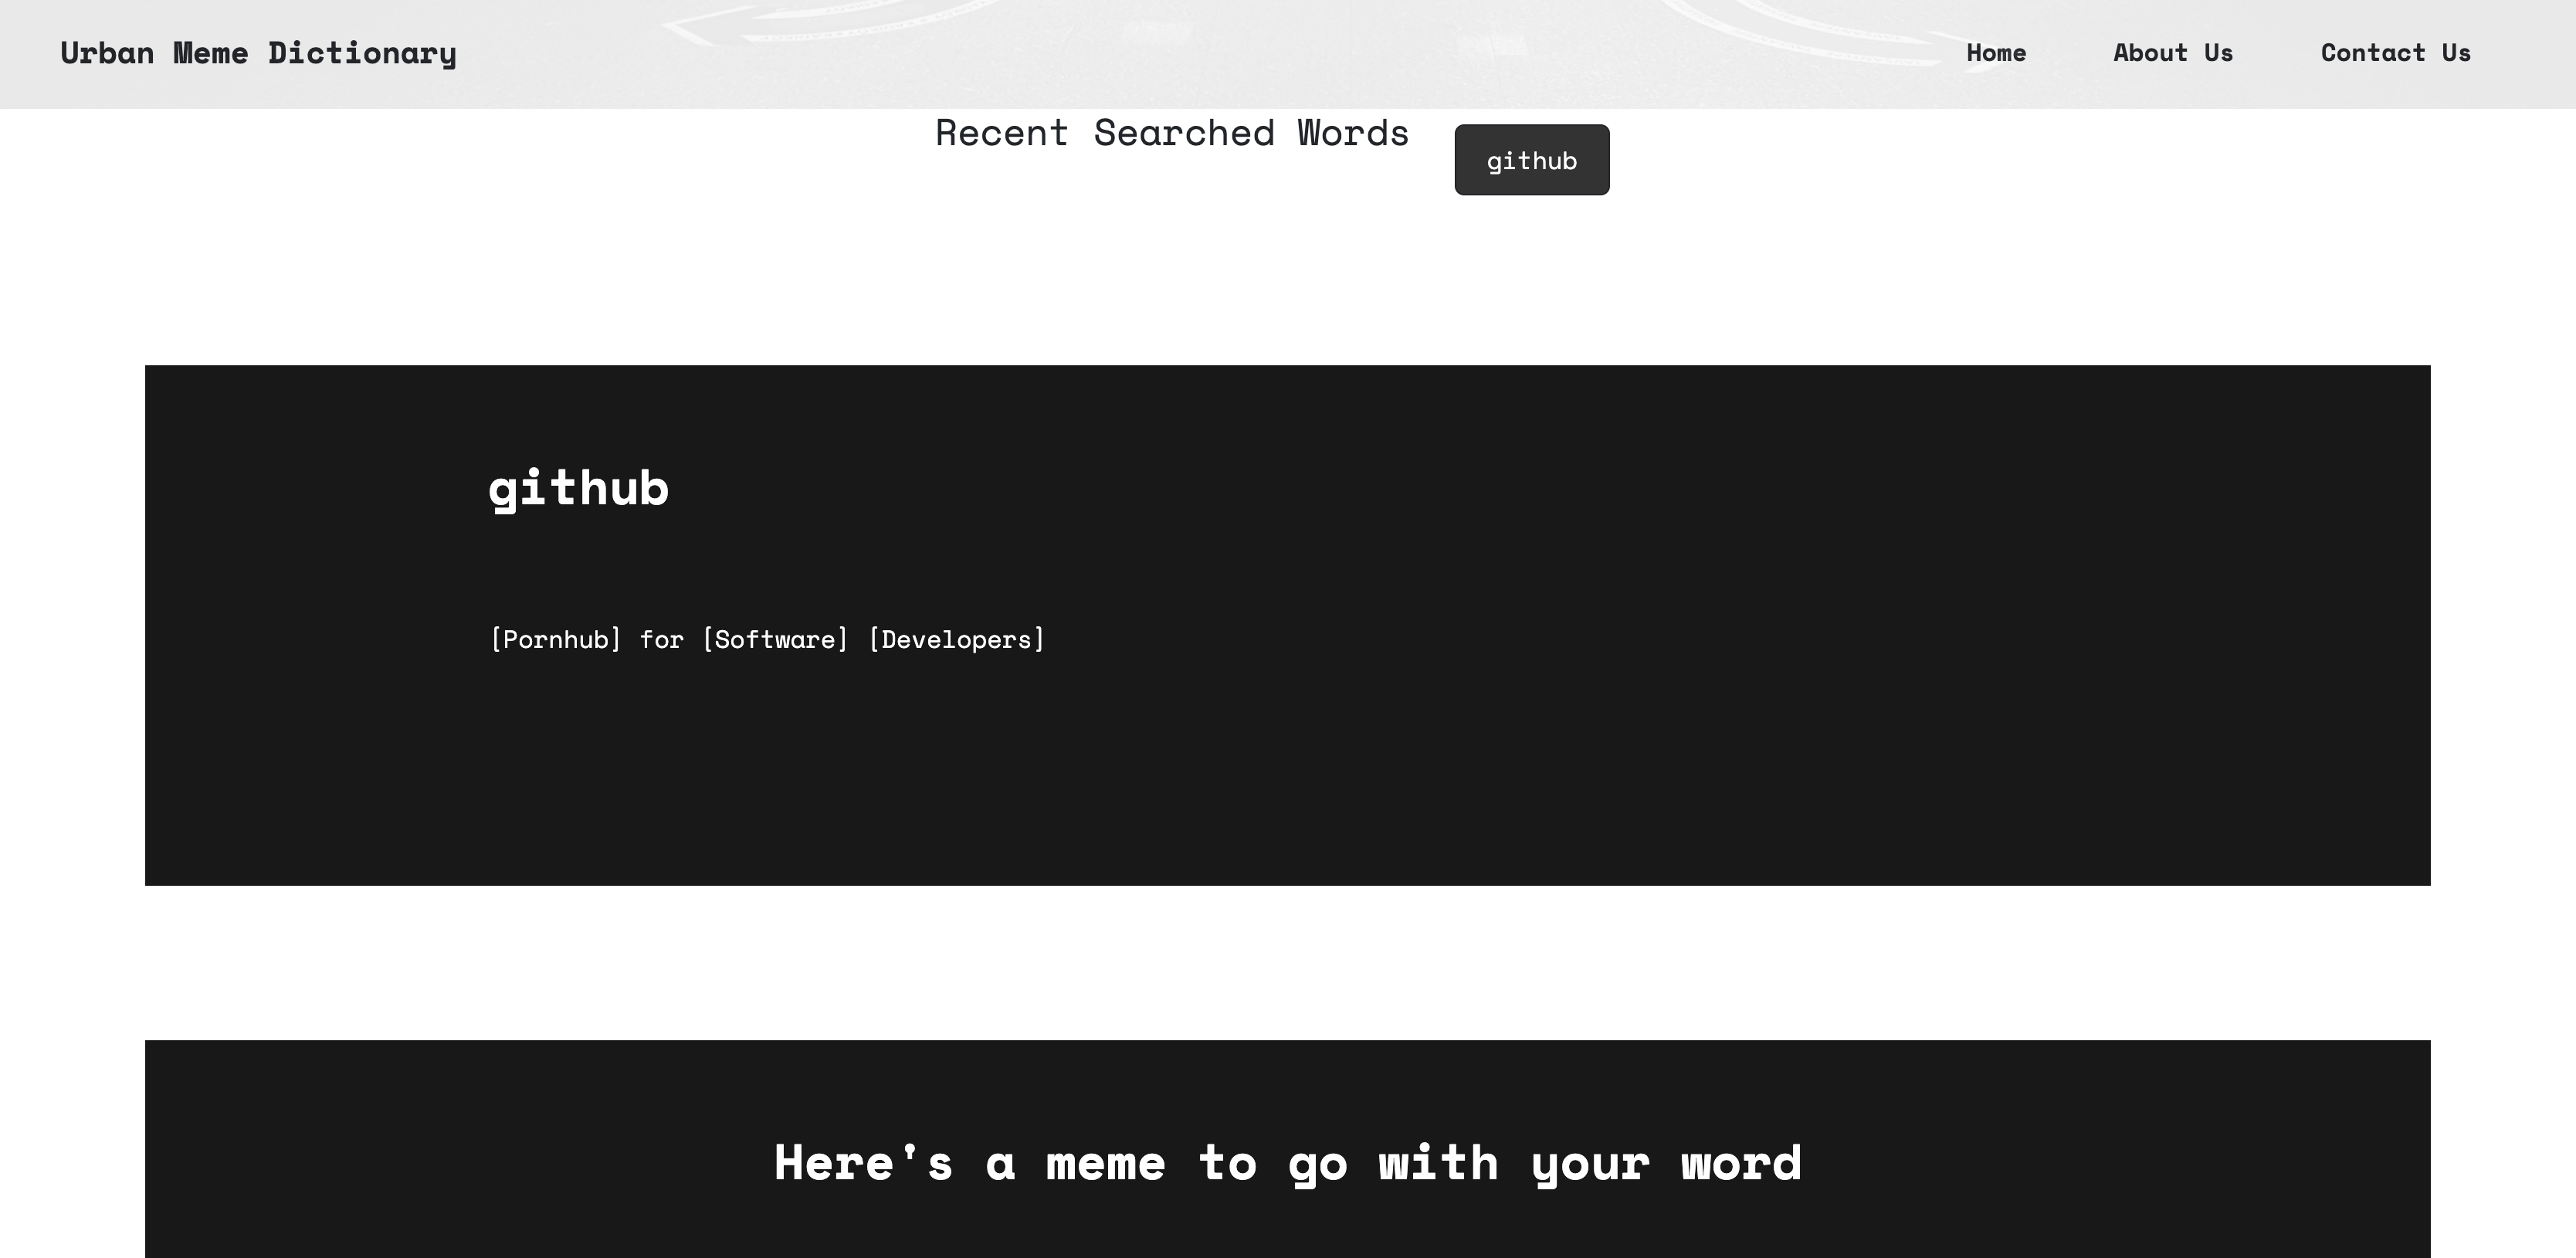 Urban Meme Dictionary
Home
About Us
Contact Us
Recent Searched Words
github
github
[Pornhub] for [Software] [Developers]
Here's a meme to go with your word